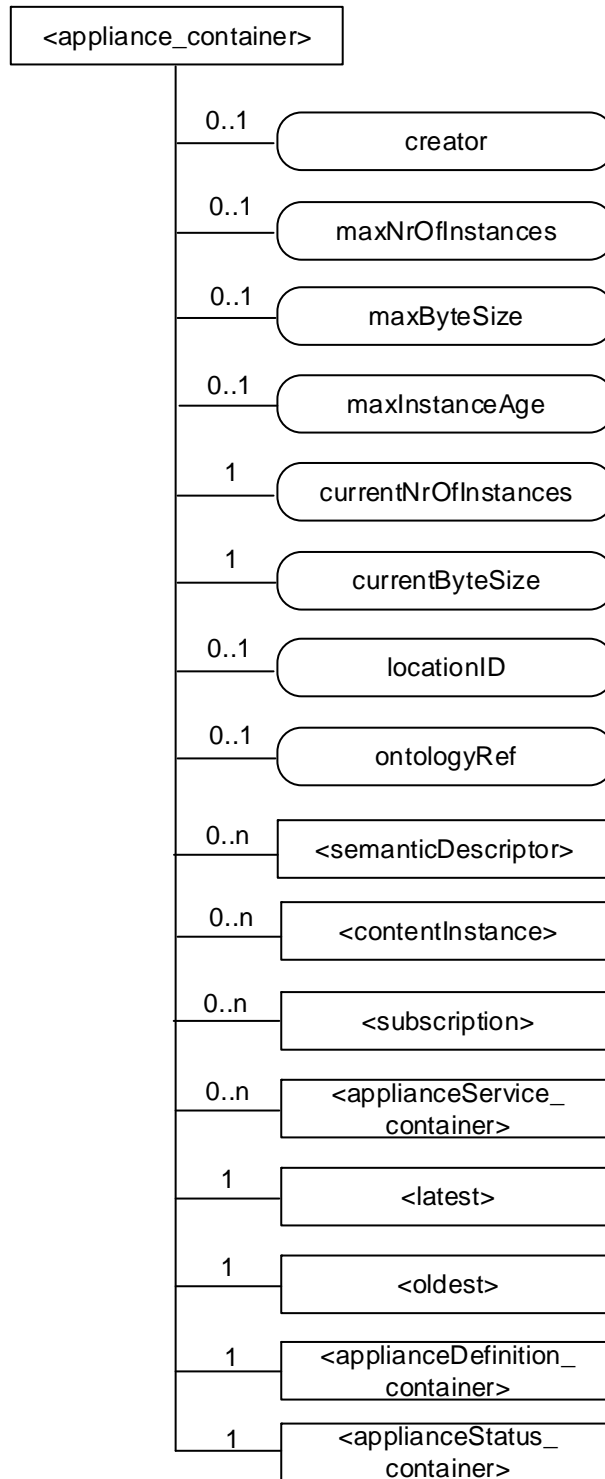 <appliance_container>
0..1
creator
0..1
maxNrOfInstances
0..1
maxByteSize
0..1
maxInstanceAge
1
currentNrOfInstances
1
currentByteSize
0..1
locationID
0..1
ontologyRef
0..n
<semanticDescriptor>
0..n
<contentInstance>
0..n
<subscription>
0..n
<applianceService_
container>
1
<latest>
1
<oldest>
1
<applianceDefinition_
container>
1
<applianceStatus_
container>